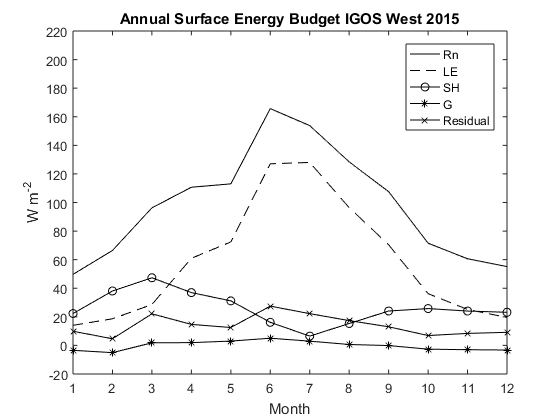 Annual Surface Energy Budget IGOS West 2015
220
200
180
160
140
120
100
80
60
40
20
0
-20
W m-2
Rn
LE
SH
G
Residual
1 2 3 4 5 6 7 8 9 10 11 12
Month